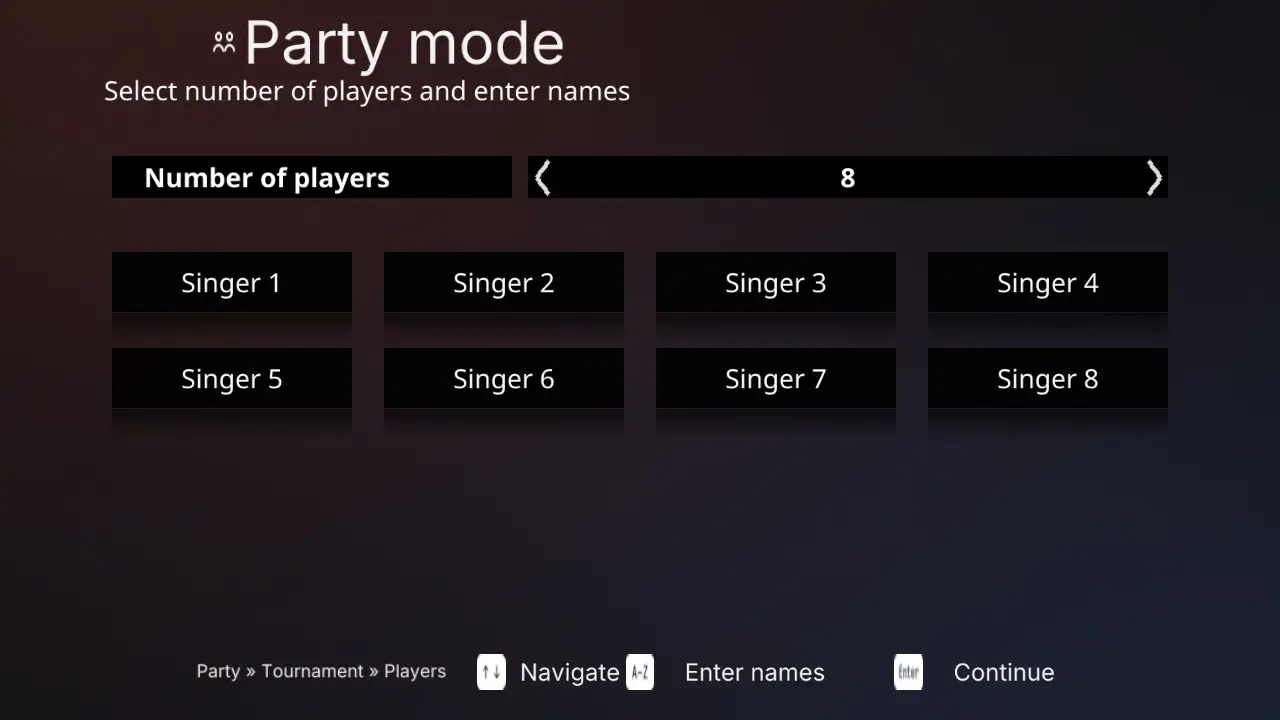 Party mode
Select number of players and enter names
Number of players 8
Singer 1 Singer 2 Singer 3 Singer 4
Singer 5 Singer 6 Singer 7 Singer 8
Party » Tournament » Players ↑↓ Navigate A-Z Enter names Enter Continue